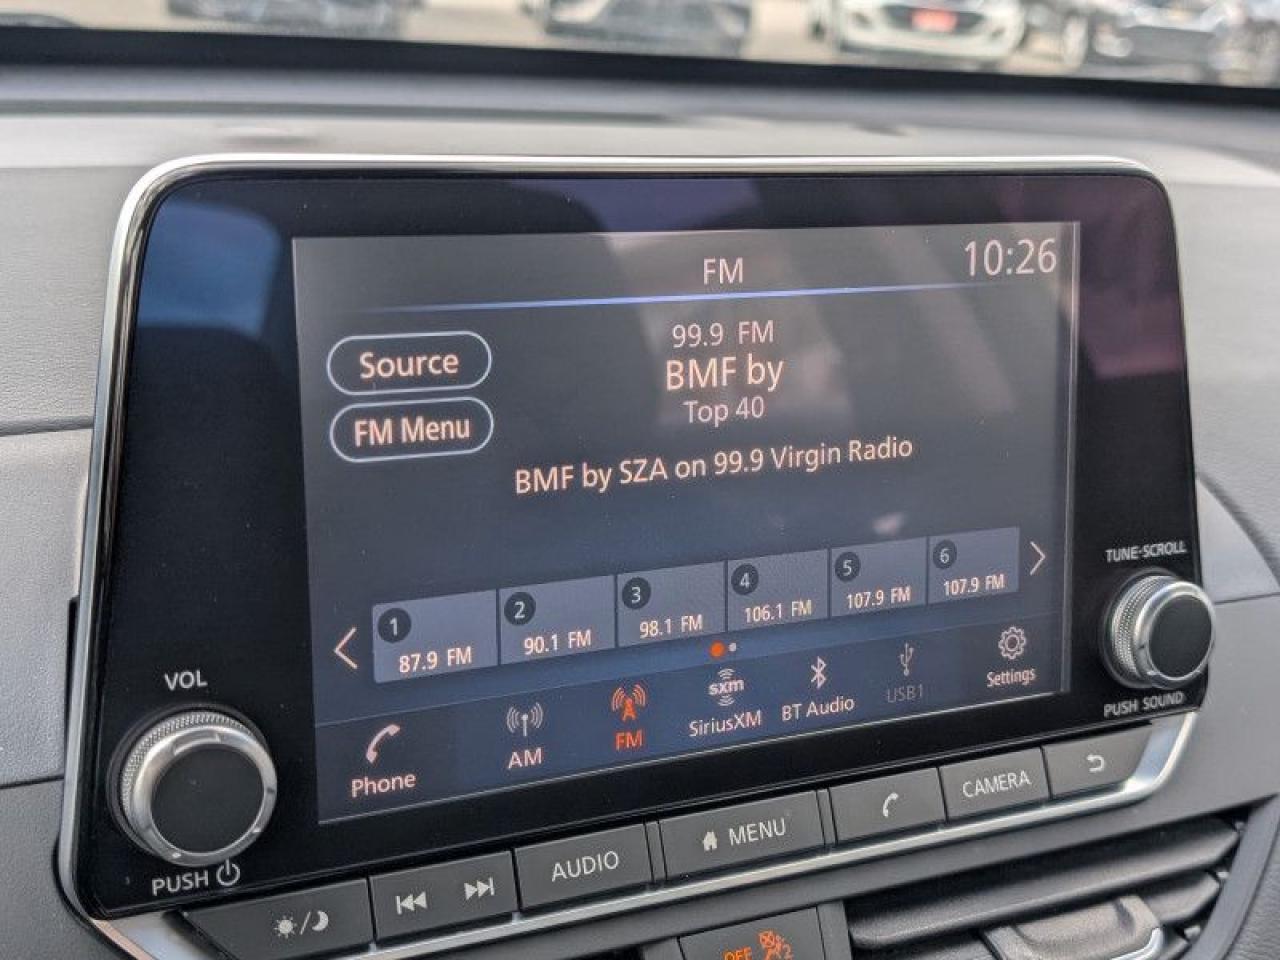 FM
10:26
Source
FM Menu
99.9 FM
BMF by
Top 40
BMF by SZA on 99.9 Virgin Radio
1
87.9 FM
2
90.1 FM
3
98.1 FM
4
106.1 FM
5
107.9 FM
6
107.9 FM
Phone
AM
FM
sxm
SiriusXM
BT Audio
USB1
Settings
VOL
PUSH
TUNE·SCROLL
PUSH SOUND
AUDIO
MENU
CAMERA
OFF
2